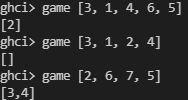 ghci> game [3, 1, 4, 6, 5]
[2]
ghci> game [3, 1, 2, 4]
[]
ghci> game [2, 6, 7, 5]
[3,4]